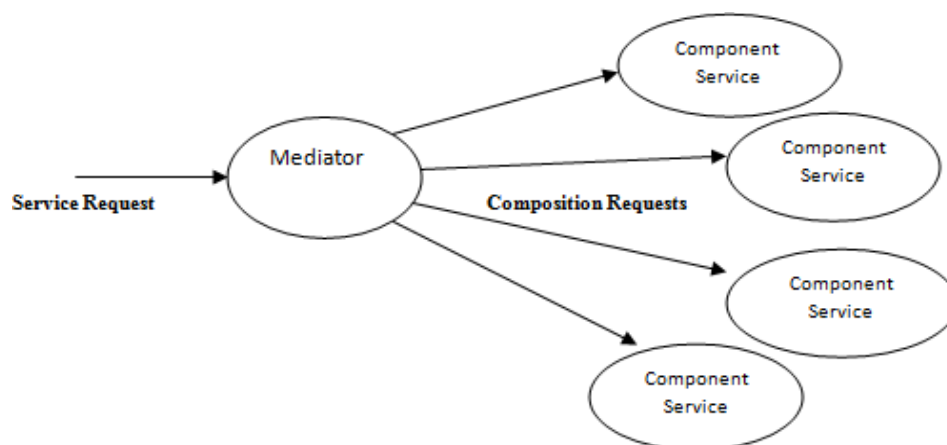 Component
Service
Mediator
Component
Service
Service Request
Composition Requests
Component
Service
Component
Service